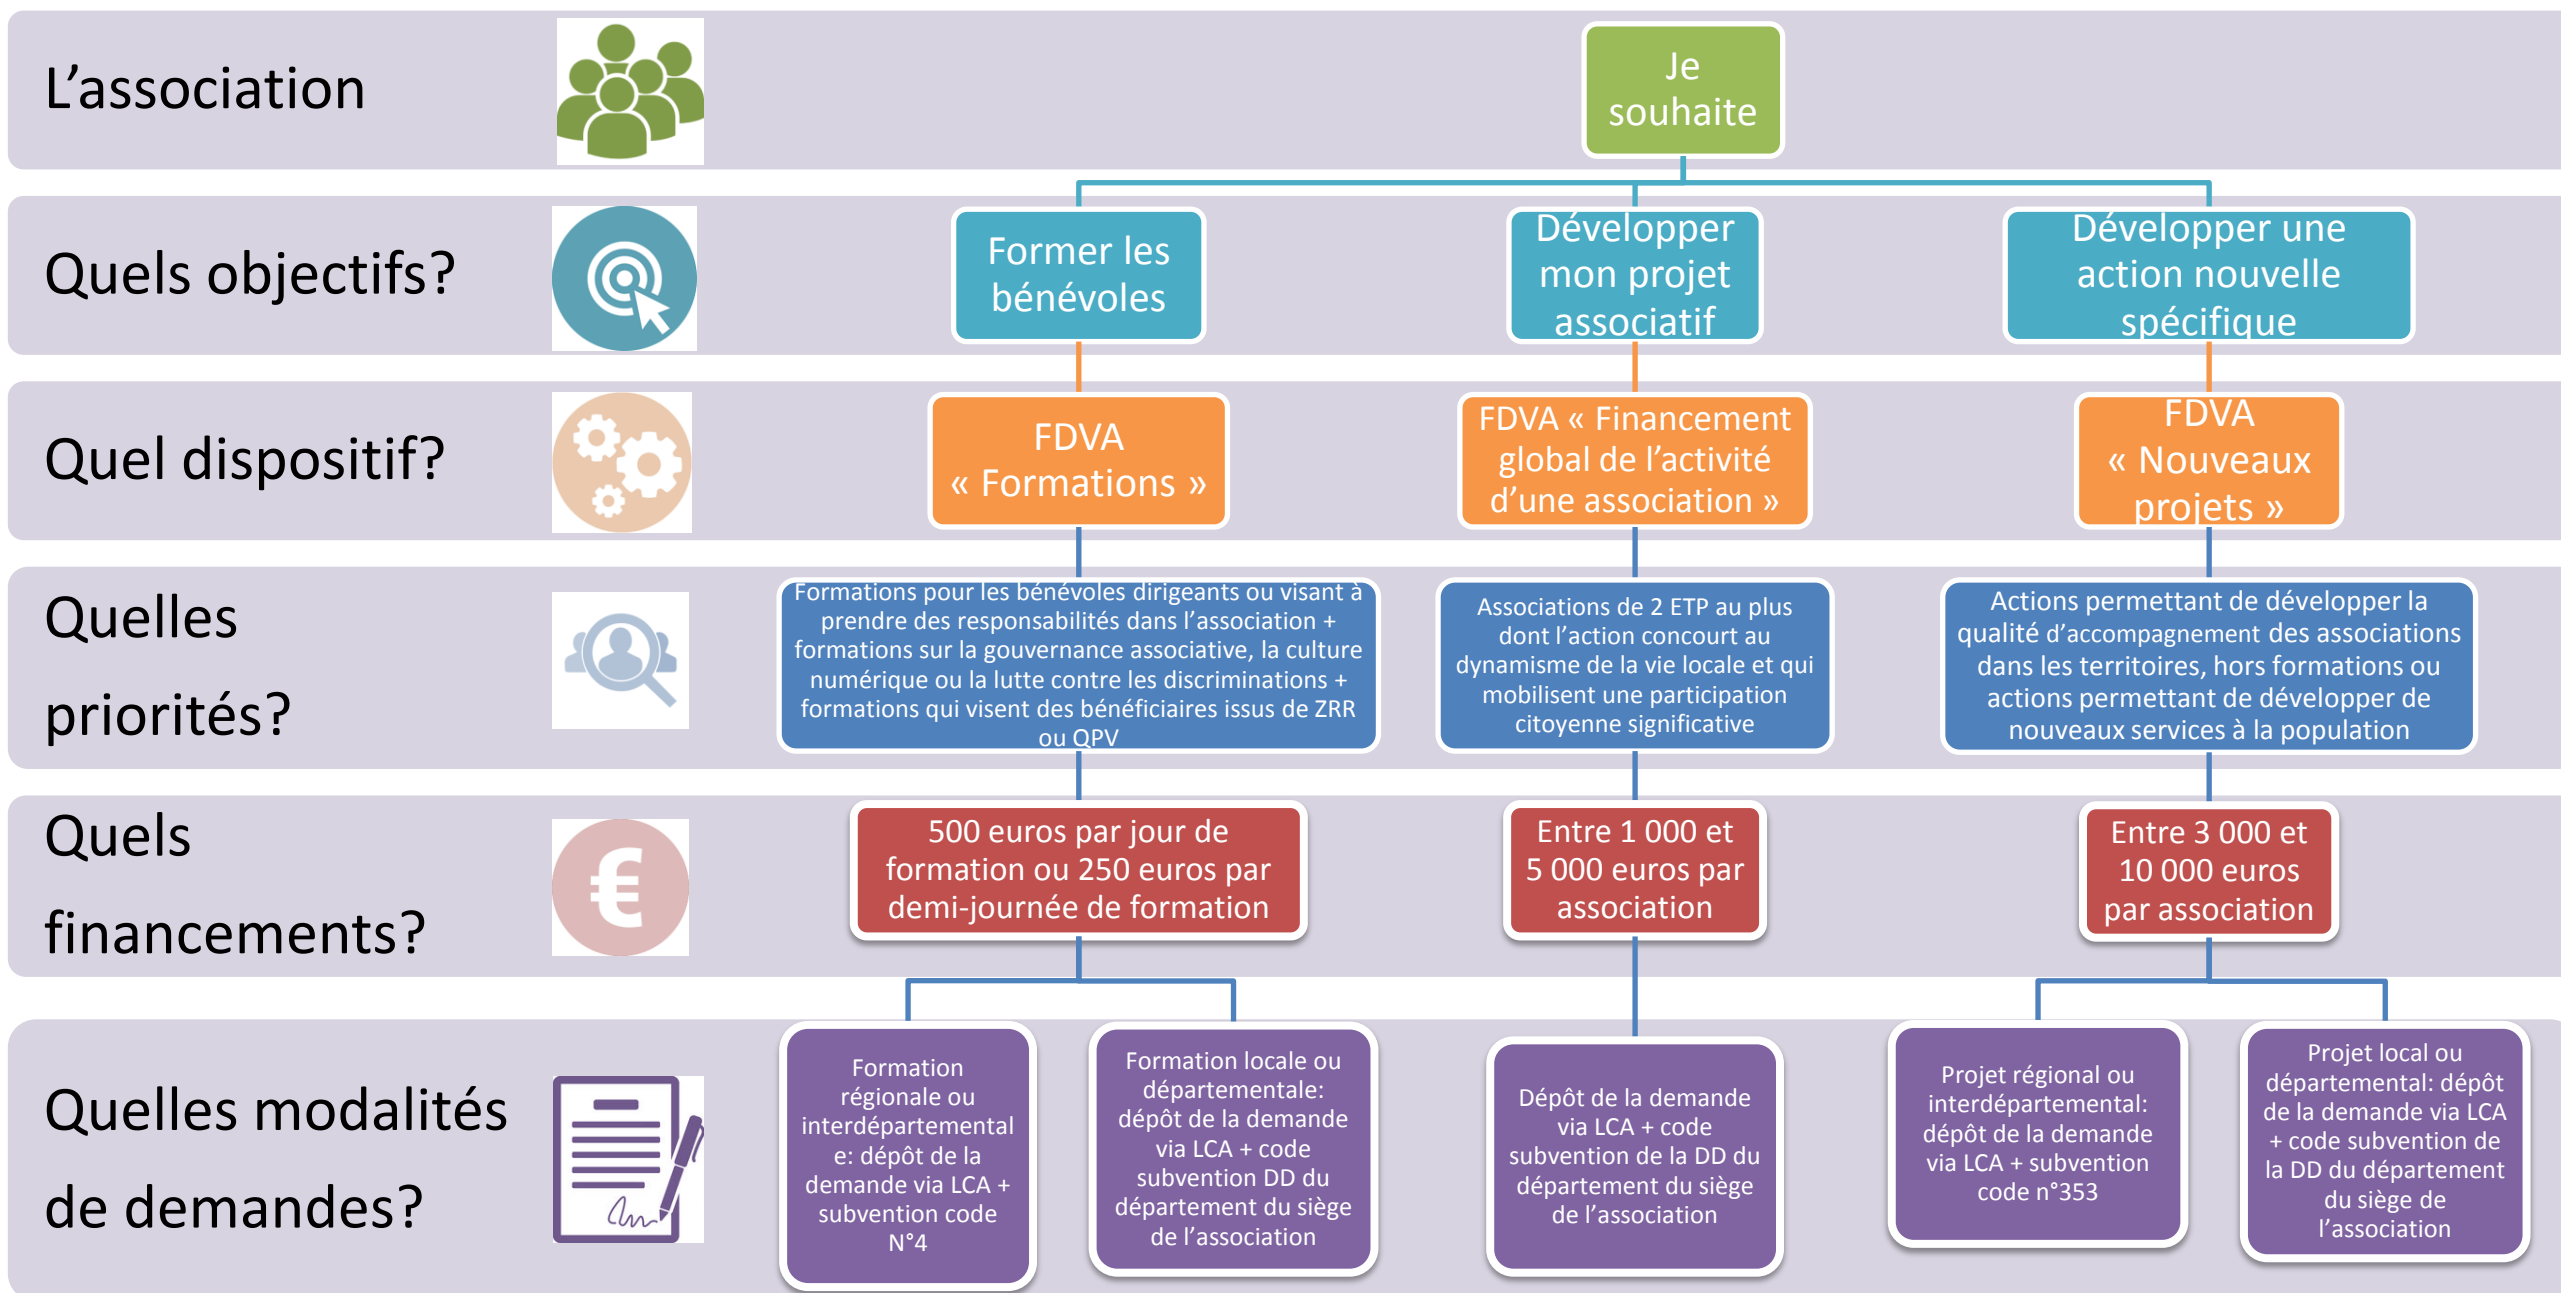 L’association
Je
souhaite
Quels objectifs?
Former les
bénévoles
Développer
mon projet
associatif
Développer une
action nouvelle
spécifique
Quel dispositif?
FDVA
« Formations »
FDVA « Financement
global de l’activité
d’une association »
FDVA
« Nouveaux
projets »
Quelles
priorités?
Formations pour les bénévoles dirigeants ou visant à
prendre des responsabilités dans l’association +
formations sur la gouvernance associative, la culture
numérique ou la lutte contre les discriminations +
formations qui visent des bénéficiaires issus de ZRR
ou QPV
Associations de 2 ETP au plus
dont l’action concourt au
dynamisme de la vie locale et qui
mobilisent une participation
citoyenne significative
Actions permettant de développer la
qualité d’accompagnement des associations
dans les territoires, hors formations ou
actions permettant de développer de
nouveaux services à la population
Quels
financements?
€
500 euros par jour de
formation ou 250 euros par
demi-journée de formation
Entre 1 000 et
5 000 euros par
association
Entre 3 000 et
10 000 euros
par association
Quelles modalités
de demandes?
Formation
régionale ou
interdépartemental
e: dépôt de la
demande via LCA +
subvention code
N°4
Formation locale ou
départementale:
dépôt de la demande
via LCA + code
subvention DD du
département du siège
de l’association
Dépôt de la demande
via LCA + code
subvention de la DD du
département du siège
de l’association
Projet régional ou
interdépartemental:
dépôt de la demande
via LCA + subvention
code n°353
Projet local ou
départemental: dépôt
de la demande via LCA
+ code subvention de
la DD du département
du siège de
l’association